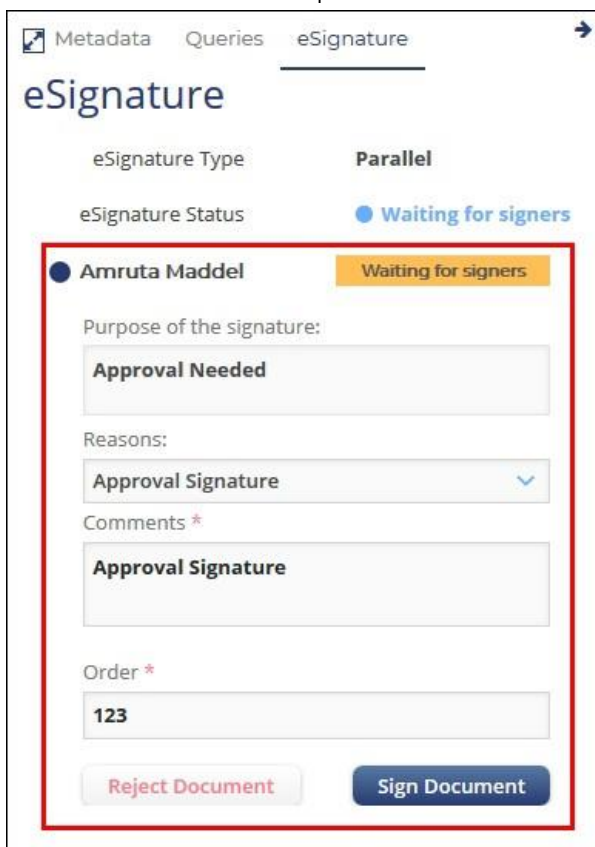 Metadata Queries eSignature
eSignature
eSignature Type Parallel
eSignature Status Waiting for signers
Amruta Maddel Waiting for signers
Purpose of the signature:
Approval Needed
Reasons:
Approval Signature
Comments *
Approval Signature
Order *
123
Reject Document Sign Document